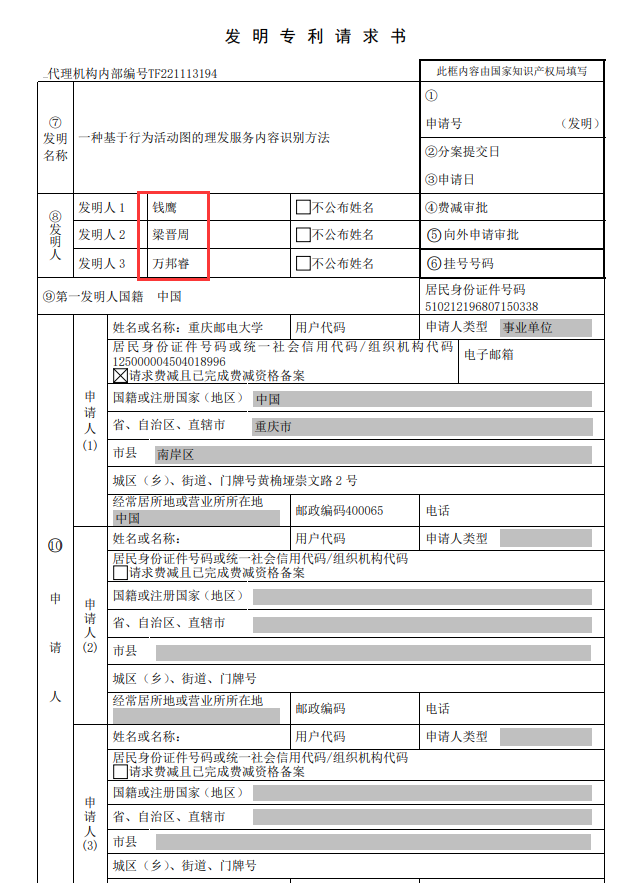 发明专利请求书
代理机构内部编号TF221113194
此框内容由国家知识产权局填写
⑦发明名称
一种基于行为活动图的理发服务内容识别方法
①
申请号 (发明)
②分案提交日
③申请日
⑧发明人
发明人1 钱鹰 不公布姓名
④费减审批
发明人2 梁晋周 不公布姓名
⑤向外申请审批
发明人3 万邦睿 不公布姓名
⑥挂号号码
⑨第一发明人国籍 中国
居民身份证件号码
510212196807150338
⑩申请人
申请人(1)
姓名或名称：重庆邮电大学 用户代码 申请人类型 事业单位
居民身份证件号码或统一社会信用代码/组织机构代码
125000004504018996
电子邮箱
请求费减且已完成费减资格备案
国籍或注册国家(地区) 中国
省、自治区、直辖市 重庆市
市县 南岸区
城区(乡)、街道、门牌号黄桷垭崇文路2号
经常居所地或营业所所在地
中国
邮政编码400065 电话
申请人(2)
姓名或名称： 用户代码 申请人类型
居民身份证件号码或统一社会信用代码/组织机构代码
请求费减且已完成费减资格备案
国籍或注册国家(地区)
省、自治区、直辖市
市县
城区(乡)、街道、门牌号
经常居所地或营业所所在地
邮政编码 电话
申请人(3)
姓名或名称： 用户代码 申请人类型
居民身份证件号码或统一社会信用代码/组织机构代码
请求费减且已完成费减资格备案
国籍或注册国家(地区)
省、自治区、直辖市
市县
城区(乡)、街道、门牌号